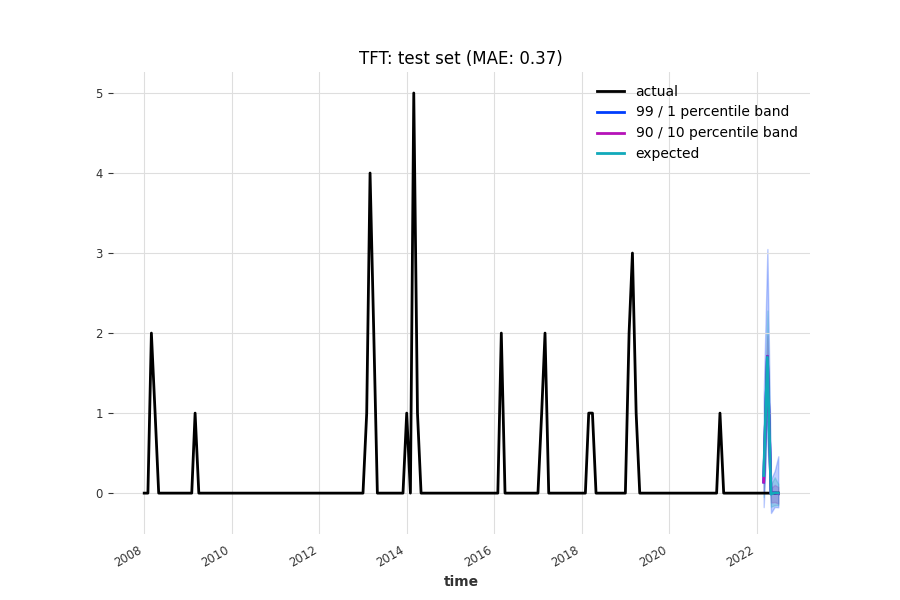 TFT: test set (MAE: 0.37)
actual
99 / 1 percentile band
90 / 10 percentile band
expected
5
4
3
2
1
0
2008
2010
2012
2014
2016
2018
2020
2022
time